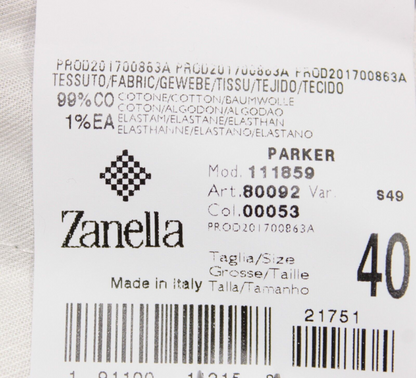 PROD201700863A PROD201700863A PROD201700863A
TESSUTO/FABRIC/GEWEBE/TISSU/TEJIDO/TECIDO
99%CO COTONE/COTTON/BAUMWOLLE
COTON/ALGODON/ALGODAO
1%EA ELASTAM/ELASTANE/ELASTHAN
ELASTHANNE/ELASTANO/ELASTANO
PARKER
Mod. 111859
Art. 80092 Var. S49
Col. 00053
PROD201700863A
Zanella
Taglia/Size
Grosse/Taille
Made in Italy Talla/Tamanho
40
21751